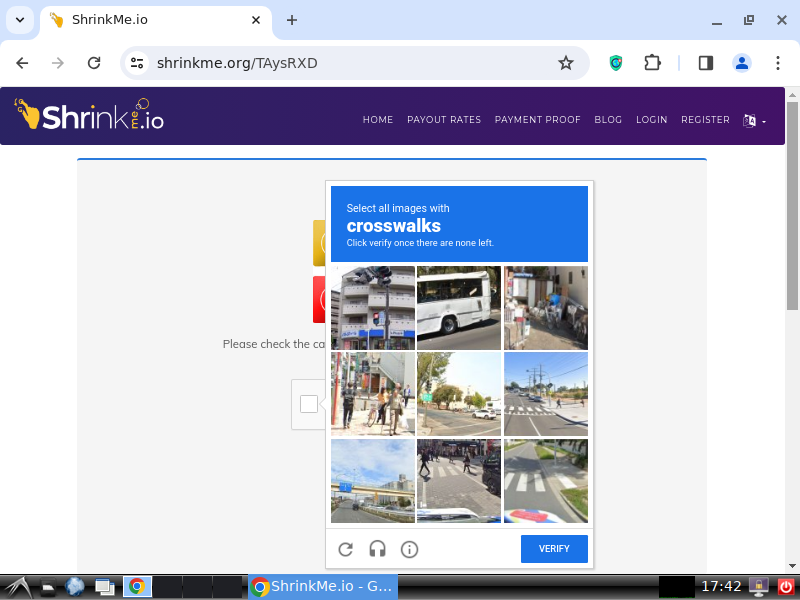 ShrinkMe.io
shrinkme.org/TAysRXD
Shrinkme.io
HOME
PAYOUT RATES
PAYMENT PROOF
BLOG
LOGIN
REGISTER
Select all images with
crosswalks
Click verify once there are none left.
Please check the ca
VERIFY
ShrinkMe.io - G...
17:42